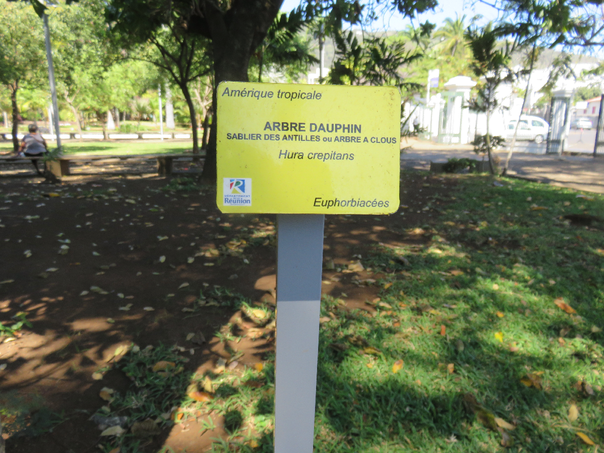 Amérique tropicale
ARBRE DAUPHIN
SABLIER DES ANTILLES ou ARBRE A CLOUS
Hura crepitans
Réunion
Euphorbiacées